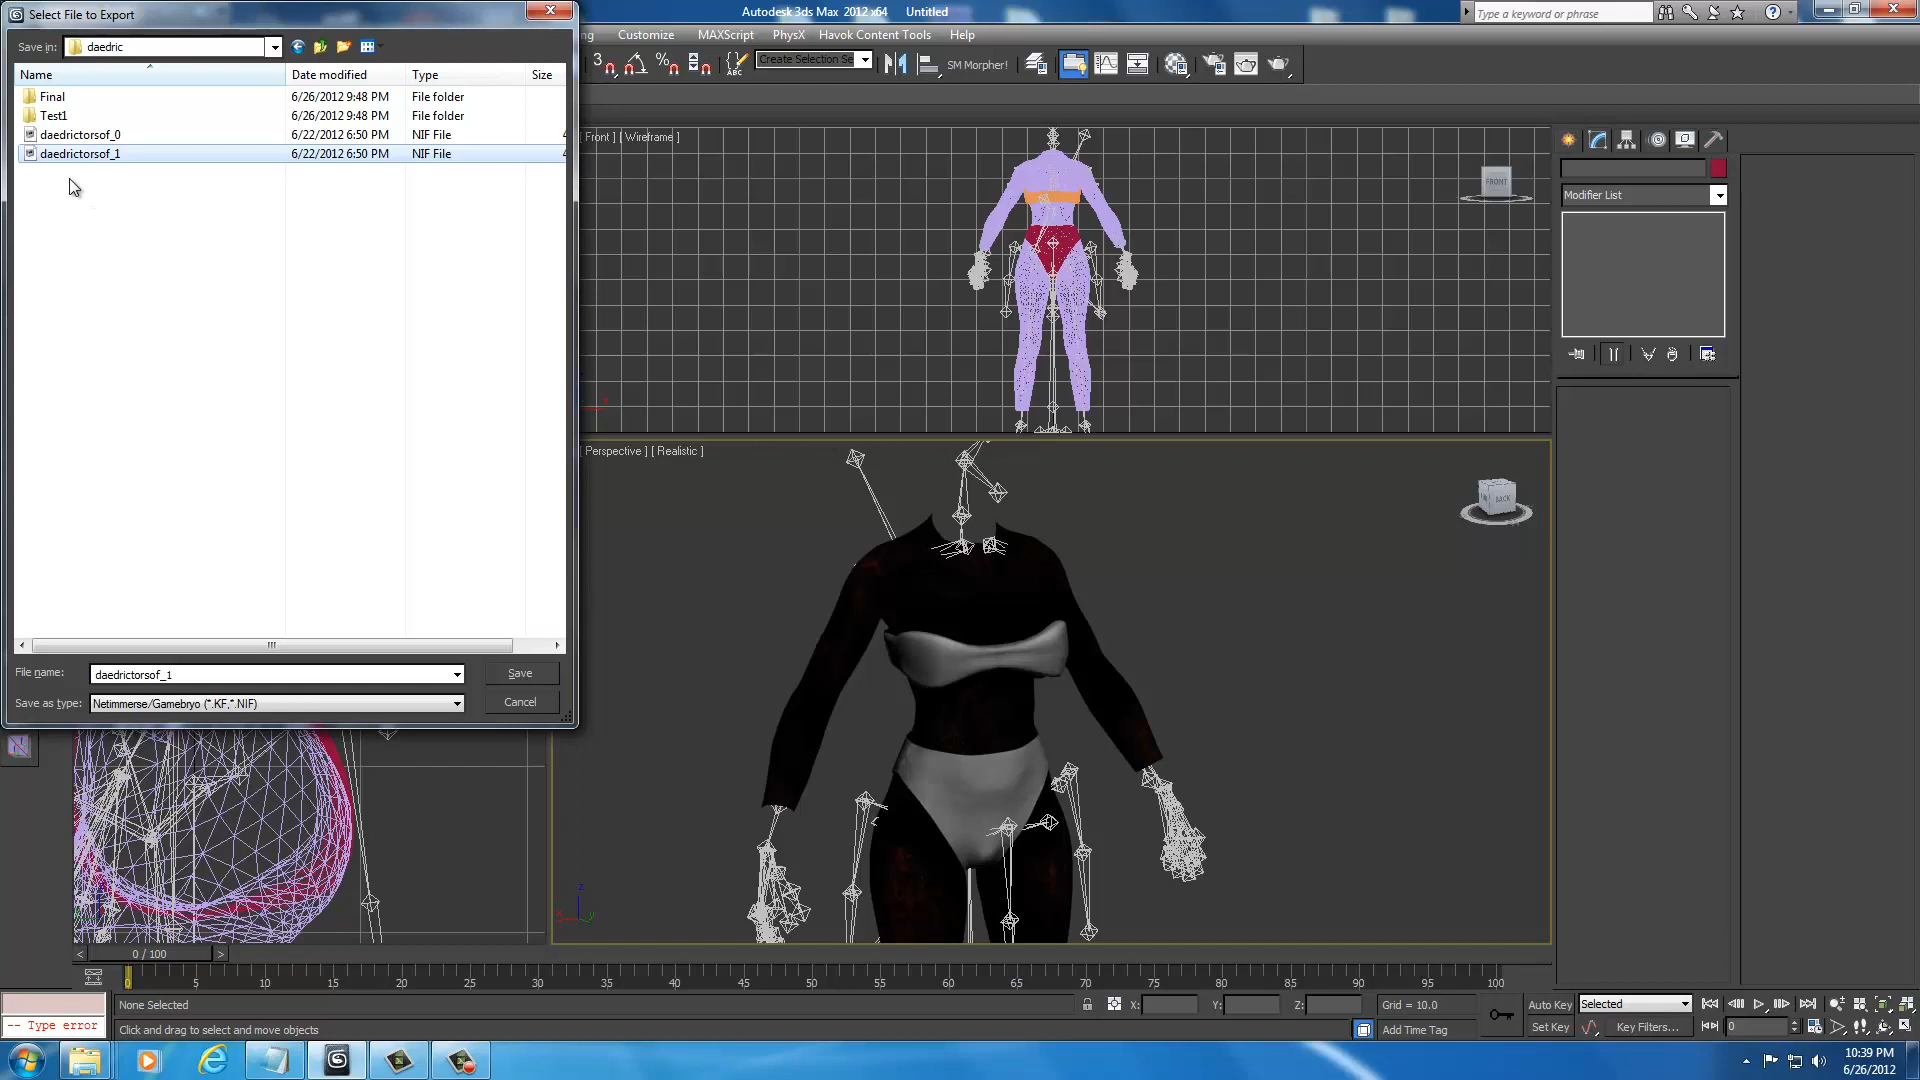 Select File to Export
Autodesk 3ds Max 2012 x64 Untitled
Type a keyword or phrase
Customize MAXScript PhysX Havok Content Tools Help
Save in: daedric
Create Selection Se
SM Morpher!
Name Date modified Type Size
Final 6/26/2012 9:48 PM File folder
Test1 6/26/2012 9:48 PM File folder
daedrictorsof_0 6/22/2012 6:50 PM NIF File
daedrictorsof_1 6/22/2012 6:50 PM NIF File
[ Front ] [ Wireframe ]
FRONT
Modifier List
[ Perspective ] [ Realistic ]
BACK
File name: daedrictorsof_1 Save
Save as type: Netimmerse/Gamebryo (*.KF,*.NIF) Cancel
0 / 100
0 5 10 15 20 25 30 35 40 45 50 55 60 65 70 75 80 85 90 95 100
None Selected X: Y: Z: Grid = 10.0 Auto Key Selected
-- Type error Click and drag to select and move objects Add Time Tag Set Key Key Filters... 0
10:39 PM
6/26/2012